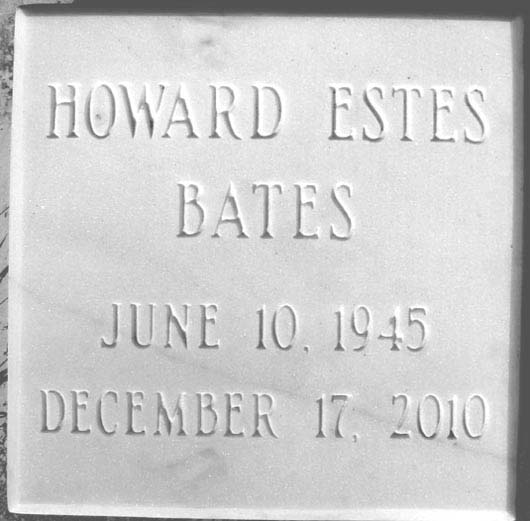 HOWARD ESTES
BATES
JUNE 10, 1945
DECEMBER 17, 2010